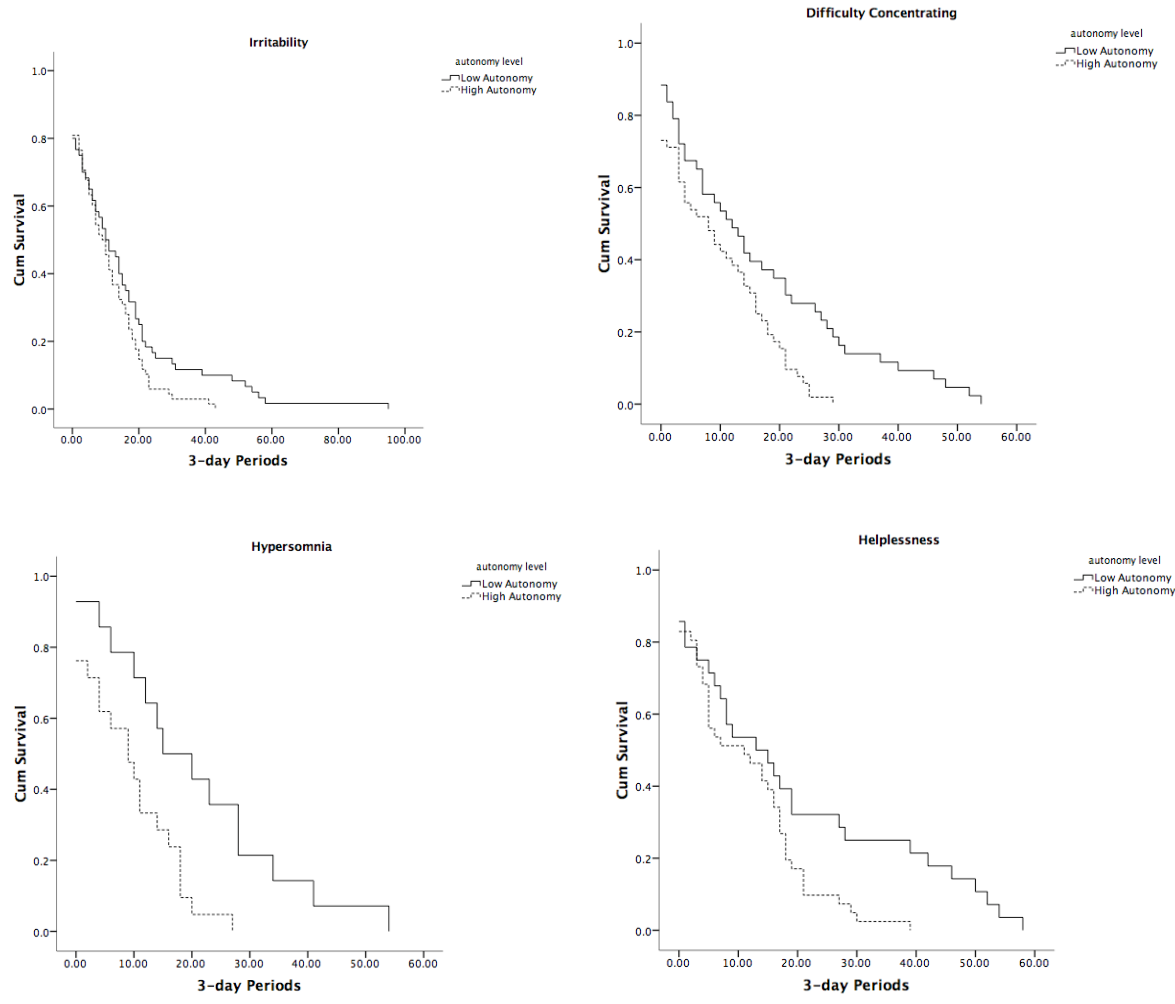 Irritability
autonomy level
Low Autonomy
High Autonomy
Cum Survival
1.0
0.8
0.6
0.4
0.2
0.0
0.00 20.00 40.00 60.00 80.00 100.00
3-day Periods
Difficulty Concentrating
autonomy level
Low Autonomy
High Autonomy
Cum Survival
1.0
0.8
0.6
0.4
0.2
0.0
0.00 10.00 20.00 30.00 40.00 50.00 60.00
3-day Periods
Hypersomnia
autonomy level
Low Autonomy
High Autonomy
Cum Survival
1.0
0.8
0.6
0.4
0.2
0.0
0.00 10.00 20.00 30.00 40.00 50.00 60.00
3-day Periods
Helplessness
autonomy level
Low Autonomy
High Autonomy
Cum Survival
1.0
0.8
0.6
0.4
0.2
0.0
0.00 10.00 20.00 30.00 40.00 50.00 60.00
3-day Periods